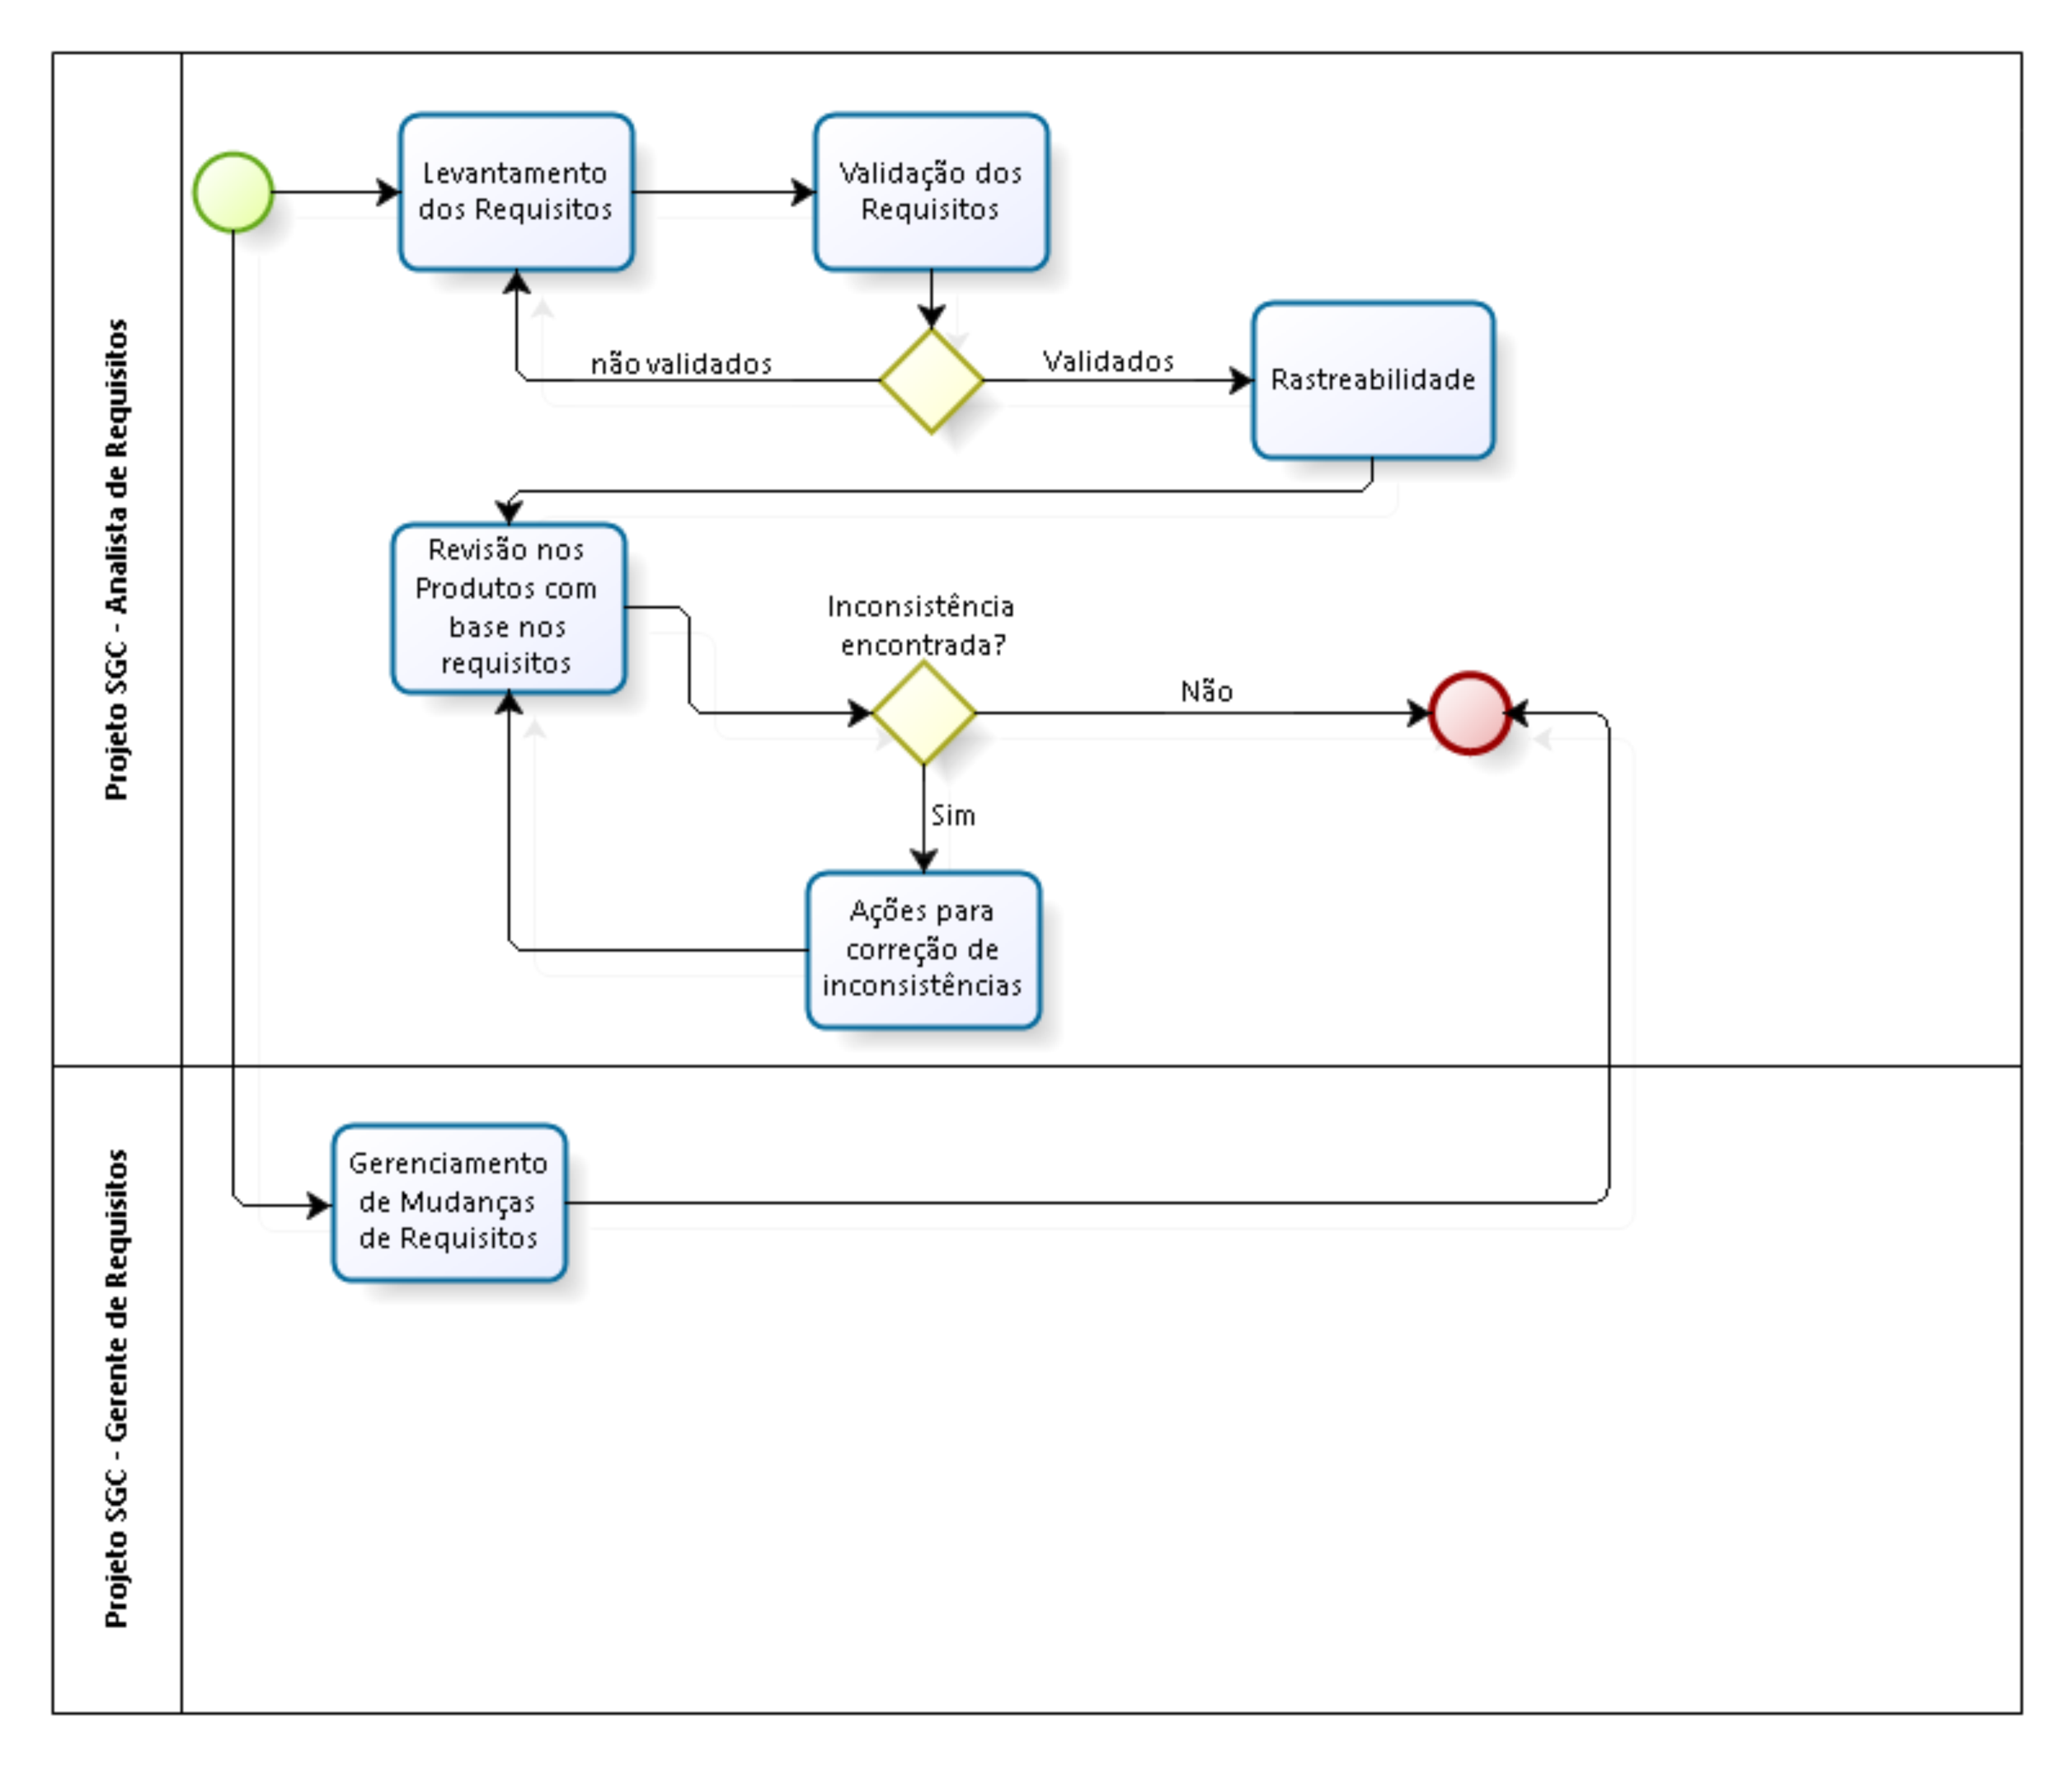 Projeto SGC - Analista de Requisitos
Levantamento
dos Requisitos
Validação dos
Requisitos
não validados
Validados
Rastreabilidade
Revisão nos
Produtos com
base nos
requisitos
Inconsistência
encontrada?
Não
Sim
Ações para
correção de
inconsistências
Projeto SGC - Gerente de Requisitos
Gerenciamento
de Mudanças
de Requisitos